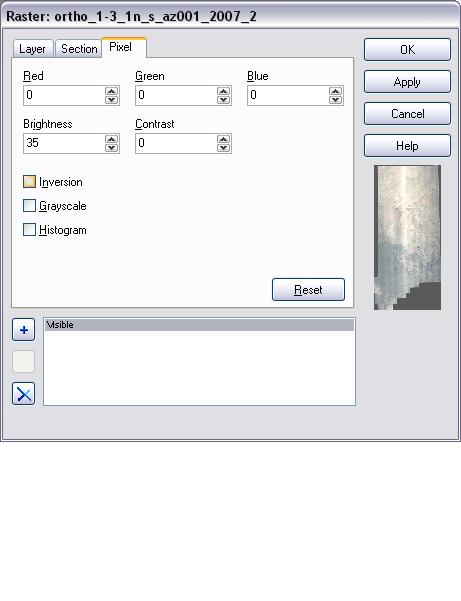 Raster: ortho_1-3_1n_s_az001_2007_2
Layer Section Pixel
OK
Apply
Cancel
Help
Red Green Blue
0 0 0
Brightness Contrast
35 0
Inversion
Grayscale
Histogram
Reset
+
Visible